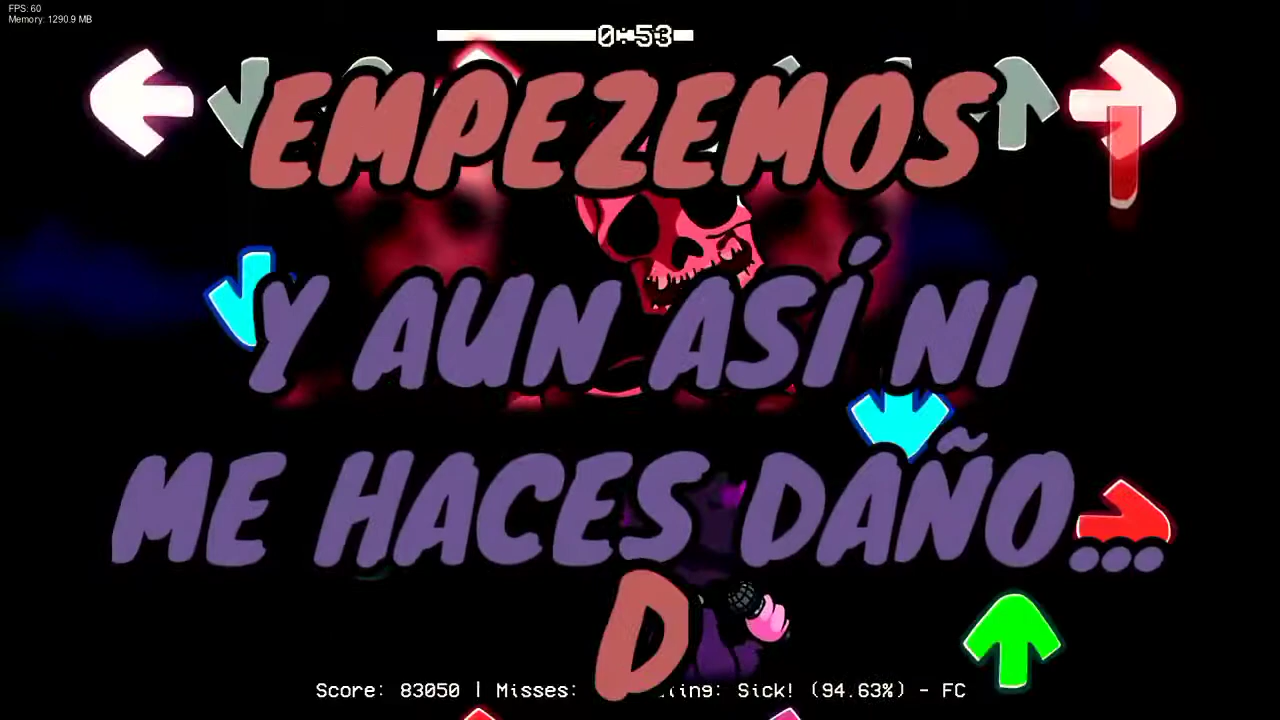 FPS: 60
Memory: 1290.9 MB
0:53
EMPEZEMOS
Y AUN ASÍ NI
ME HACES DAÑO...
D
Score: 83050 | Misses: Sick! (94.63%) - FC